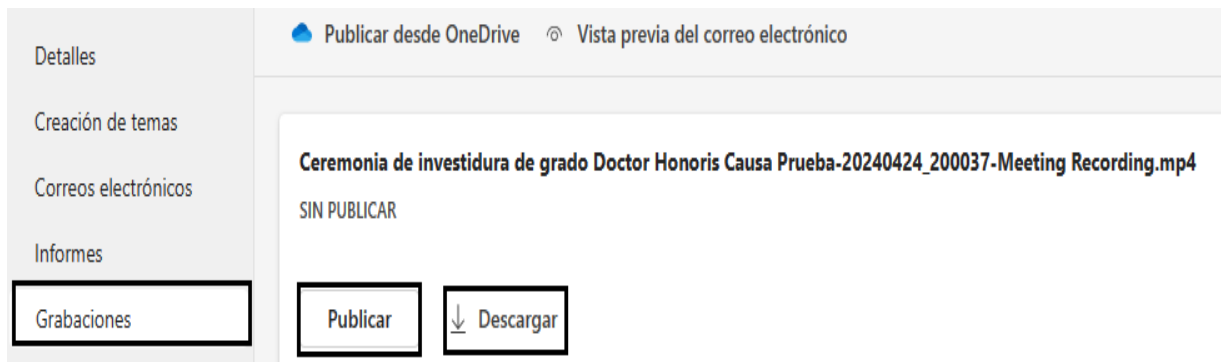 Detalles
Creación de temas
Correos electrónicos
Informes
Grabaciones
Publicar desde OneDrive Vista previa del correo electrónico
Ceremonia de investidura de grado Doctor Honoris Causa Prueba-20240424_200037-Meeting Recording.mp4
SIN PUBLICAR
Publicar Descargar